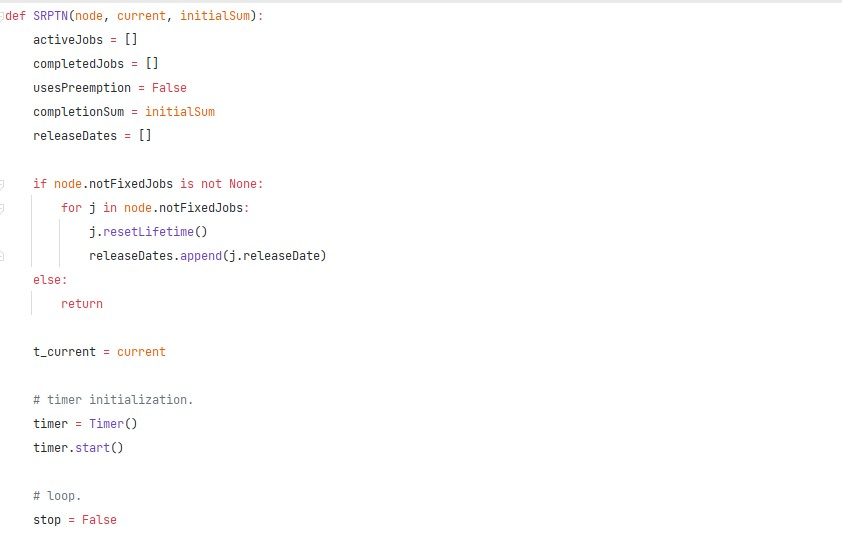 def SRPTN(node, current, initialSum):
    activeJobs = []
    completedJobs = []
    usesPreemption = False
    completionSum = initialSum
    releaseDates = []

    if node.notFixedJobs is not None:
        for j in node.notFixedJobs:
            j.resetLifetime()
            releaseDates.append(j.releaseDate)
    else:
        return

    t_current = current

    # timer initialization.
    timer = Timer()
    timer.start()

    # loop.
    stop = False